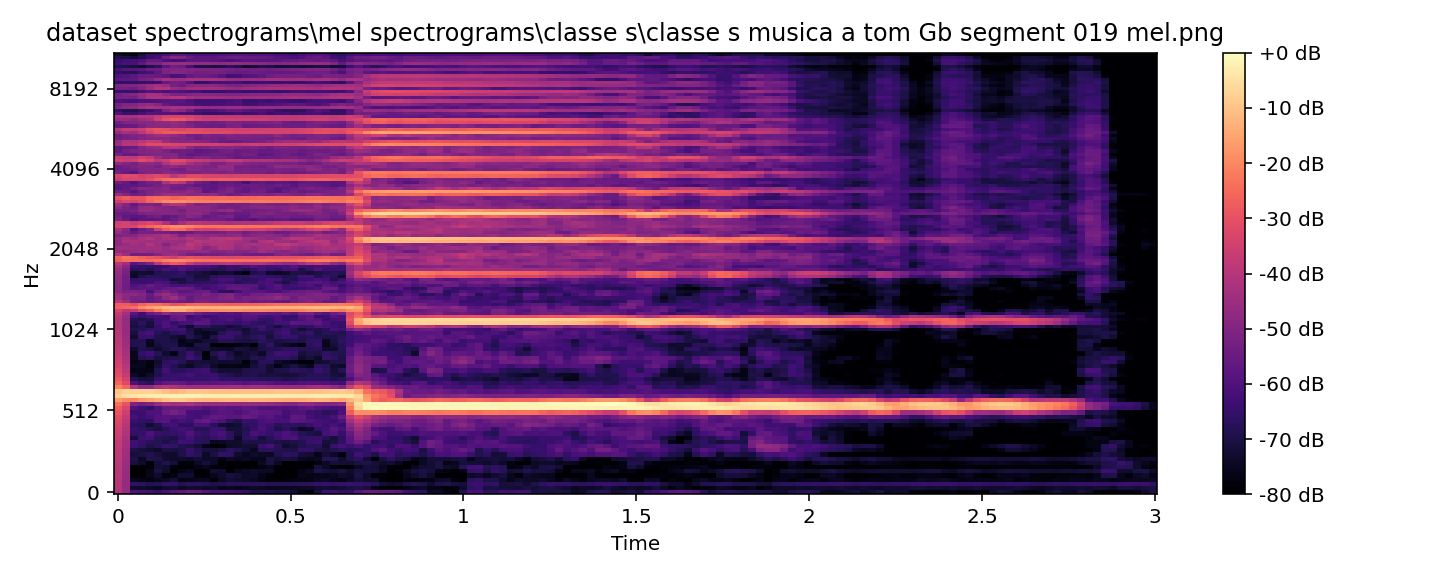 dataset spectrograms\mel spectrograms\classe s\classe s musica a tom Gb segment 019 mel.png
+0 dB
8192
-10 dB
-20 dB
4096
-30 dB
-40 dB
2048
Hz
-50 dB
1024
-60 dB
512
-70 dB
0
-80 dB
0
0.5
1
1.5
2
2.5
3
Time